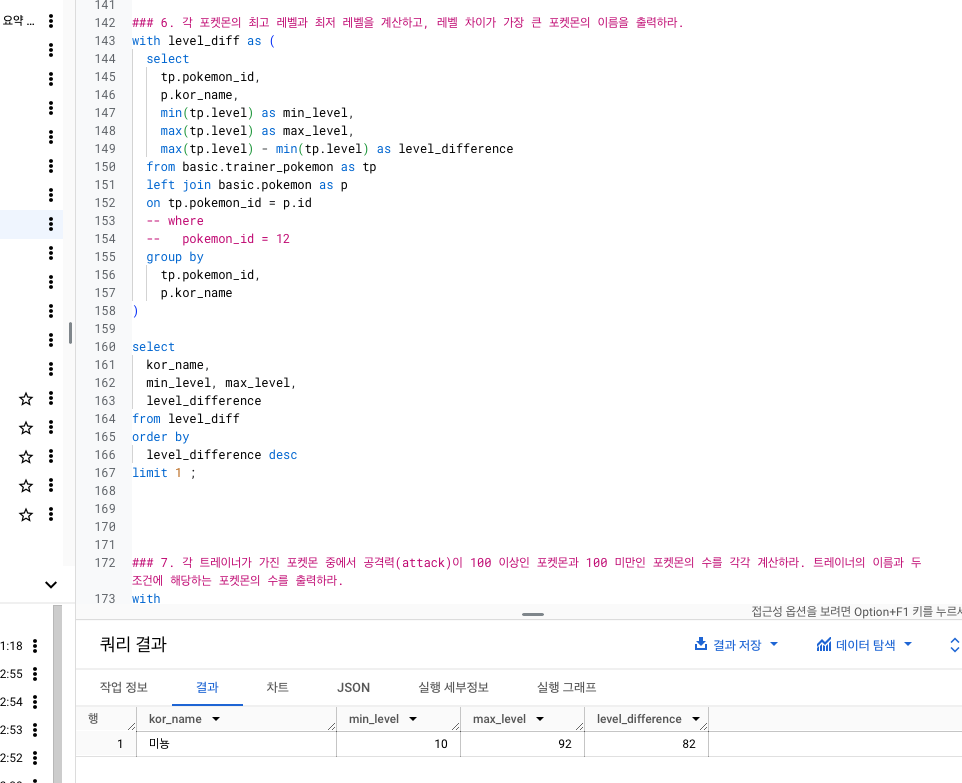 요약 ...
141
142 ### 6. 각 포켓몬의 최고 레벨과 최저 레벨을 계산하고, 레벨 차이가 가장 큰 포켓몬의 이름을 출력하라.
143 with level_diff as (
144 select
145 tp.pokemon_id,
146 p.kor_name,
147 min(tp.level) as min_level,
148 max(tp.level) as max_level,
149 max(tp.level) - min(tp.level) as level_difference
150 from basic.trainer_pokemon as tp
151 left join basic.pokemon as p
152 on tp.pokemon_id = p.id
153 -- where
154 -- pokemon_id = 12
155 group by
156 tp.pokemon_id,
157 p.kor_name
158 )
159
160 select
161 kor_name,
162 min_level, max_level,
163 level_difference
164 from level_diff
165 order by
166 level_difference desc
167 limit 1 ;
168
169
170
171
172 ### 7. 각 트레이너가 가진 포켓몬 중에서 공격력(attack)이 100 이상인 포켓몬과 100 미만인 포켓몬의 수를 각각 계산하라. 트레이너의 이름과 두
조건에 해당하는 포켓몬의 수를 출력하라.
173 with
접근성 옵션을 보려면 Option+F1 키를 누르세
쿼리 결과 결과 저장 데이터 탐색
작업 정보 결과 차트 JSON 실행 세부정보 실행 그래프
행 kor_name min_level max_level level_difference
1 미뇽 10 92 82
1:18
2:55
2:54
2:53
2:52